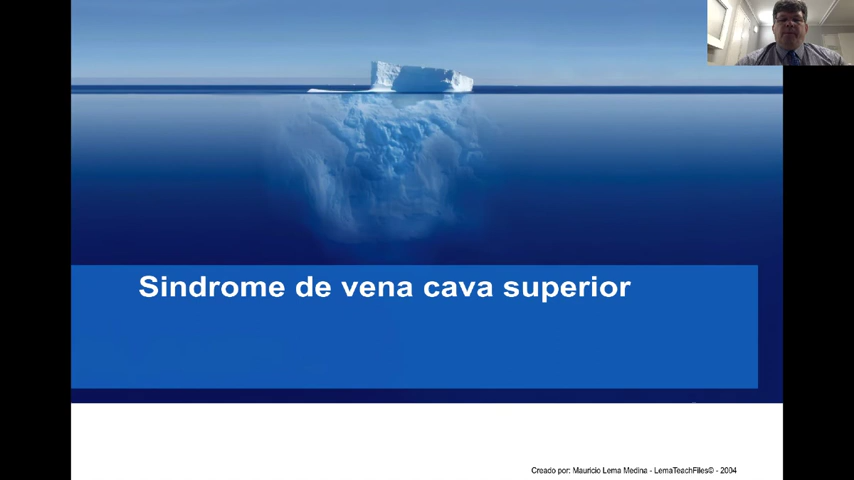 Sindrome de vena cava superior
Creado por: Mauricio Lema Medina - LemaTeachFiles© - 2004